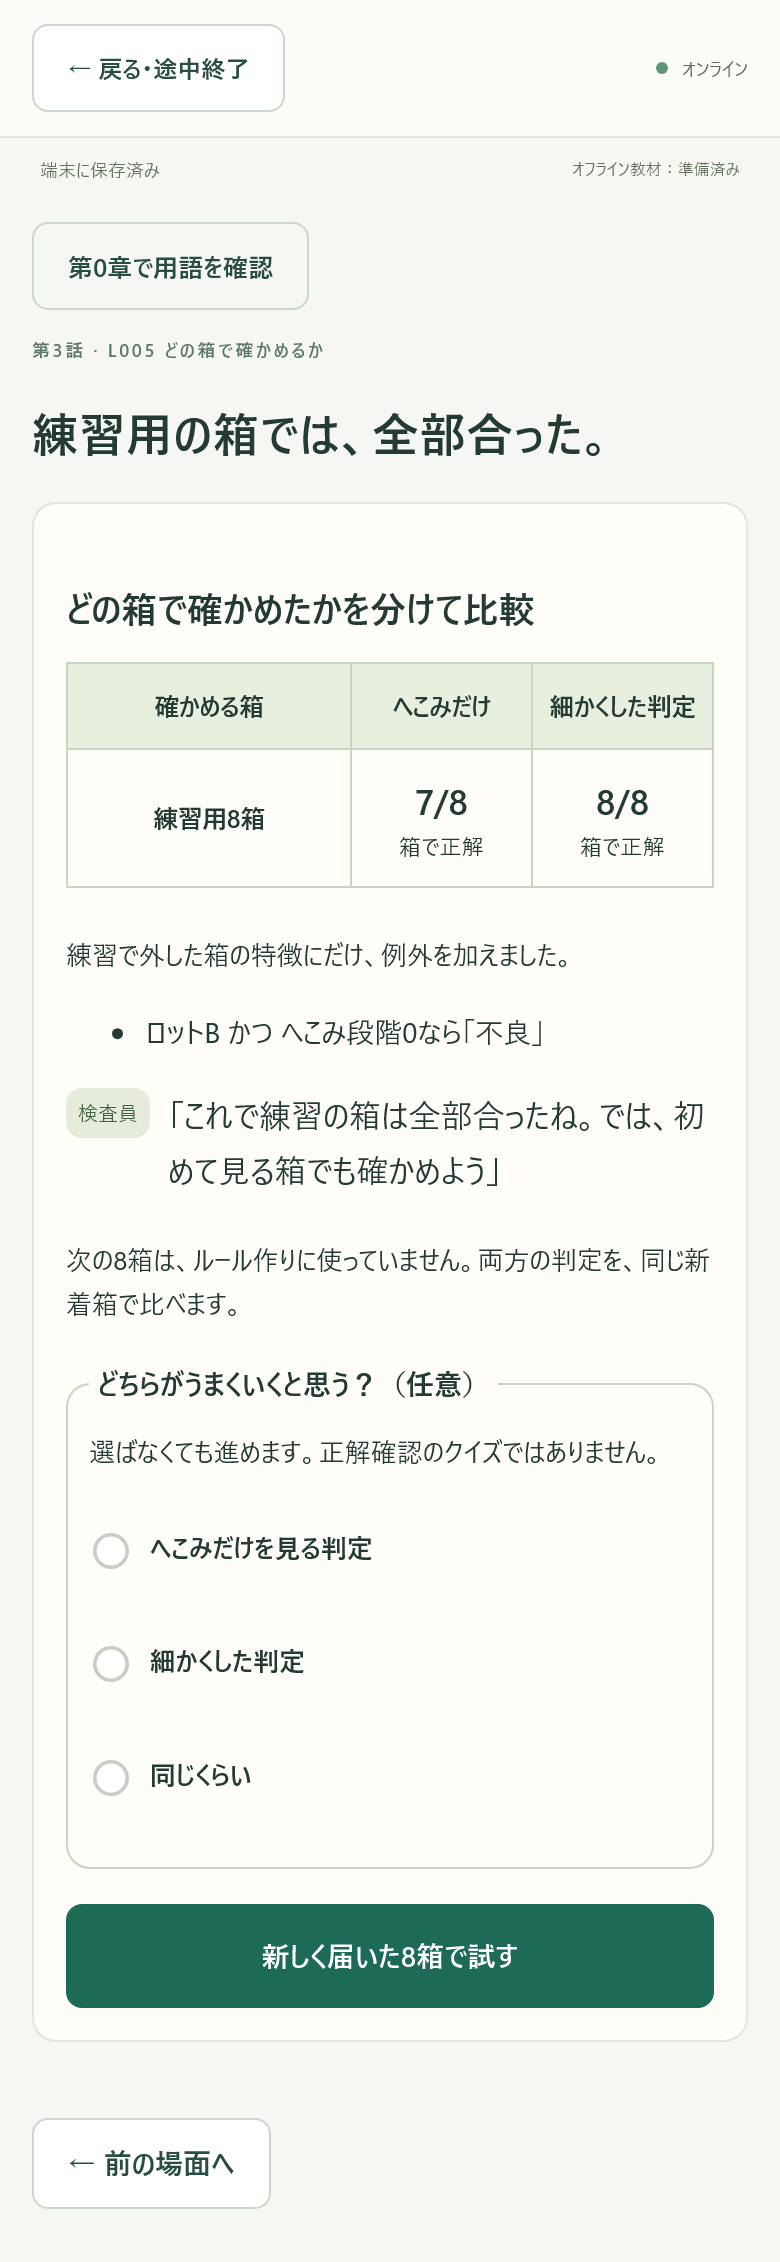 ← 戻る・途中終了
オンライン
端末に保存済み
オフライン教材：準備済み
第0章で用語を確認
第3話 · L005 どの箱で確かめるか
練習用の箱では、全部合った。
どの箱で確かめたかを分けて比較
確かめる箱 へこみだけ 細かくした判定
練習用8箱 7/8 箱で正解 8/8 箱で正解
練習で外した箱の特徴にだけ、例外を加えました。
• ロットB かつ へこみ段階0なら「不良」
検査員
「これで練習の箱は全部合ったね。では、初
めて見る箱でも確かめよう」
次の8箱は、ルール作りに使っていません。両方の判定を、同じ新
着箱で比べます。
どちらがうまくいくと思う？（任意）
選ばなくても進めます。正解確認のクイズではありません。
へこみだけを見る判定
細かくした判定
同じくらい
新しく届いた8箱で試す
← 前の場面へ